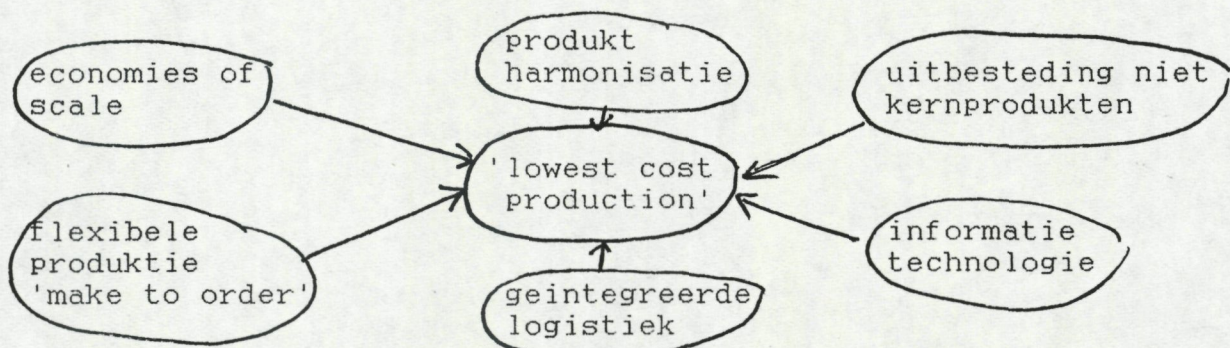 economies of
scale
produkt
harmonisatie
uitbesteding niet
kernprodukten
'lowest cost
production'
flexibele
produktie
'make to order'
geintegreerde
logistiek
informatie
technologie